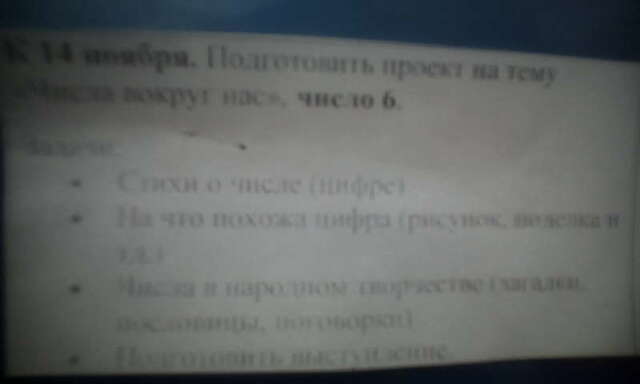 К 14 ноября. Подготовить проект на тему
«Числа вокруг нас», число 6.
Задачи:
• Стихи о числе (цифре)
• На что похожа цифра (рисунок, поделка и
т.д.)
• Числа в народном творчестве (загадки,
пословицы, поговорки)
• Подготовить выступление.